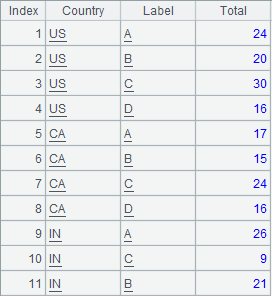 Index Country Label Total
1 US A 24
2 US B 20
3 US C 30
4 US D 16
5 CA A 17
6 CA B 15
7 CA C 24
8 CA D 16
9 IN A 26
10 IN C 9
11 IN B 21